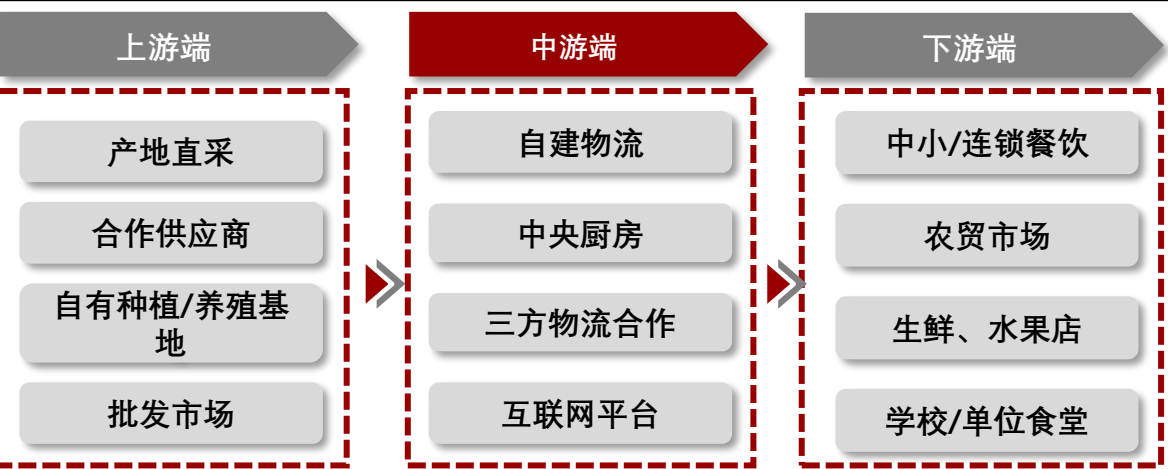 上游端
产地直采
合作供应商
自有种植/养殖基
地
批发市场
中游端
自建物流
中央厨房
三方物流合作
互联网平台
下游端
中小/连锁餐饮
农贸市场
生鲜、水果店
学校/单位食堂